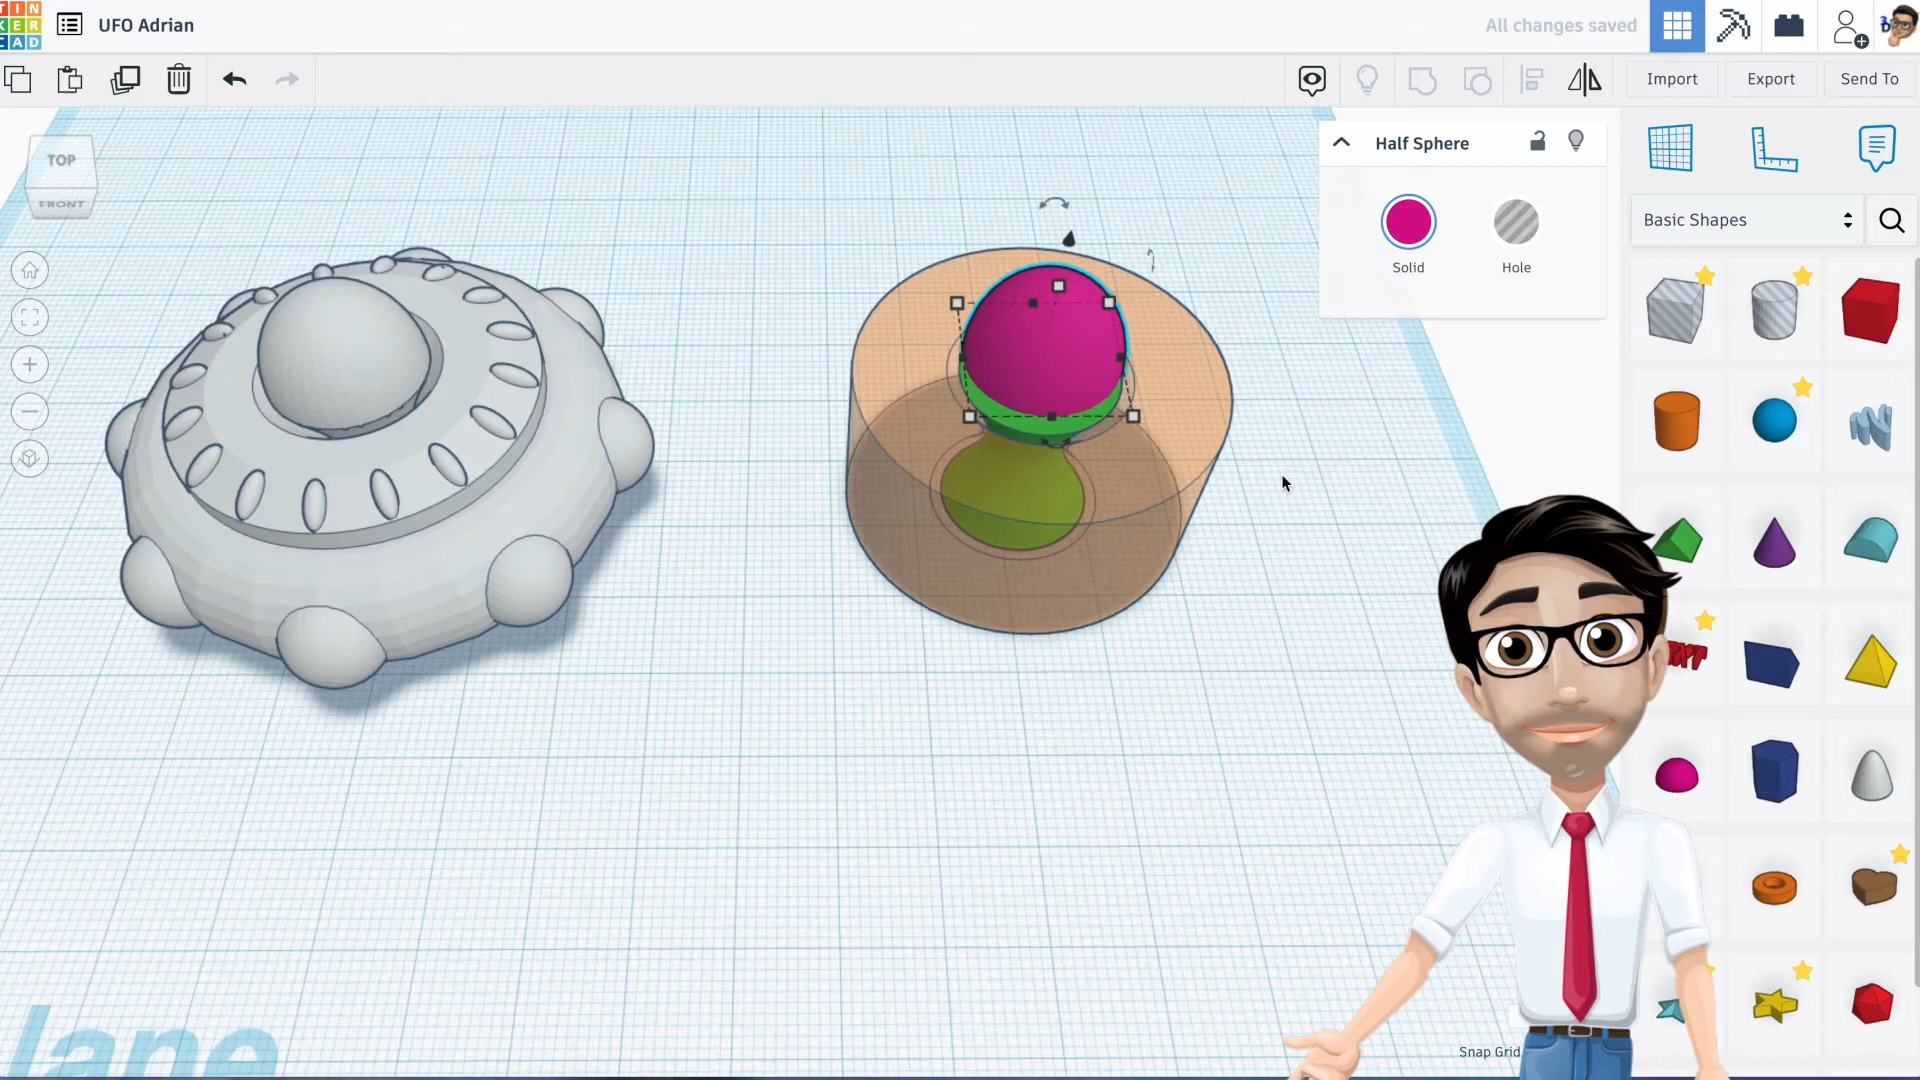 TIN
KER
CAD
UFO Adrian
All changes saved
Import
Export
Send To
TOP
FRONT
Half Sphere
Solid
Hole
Basic Shapes
Snap Grid